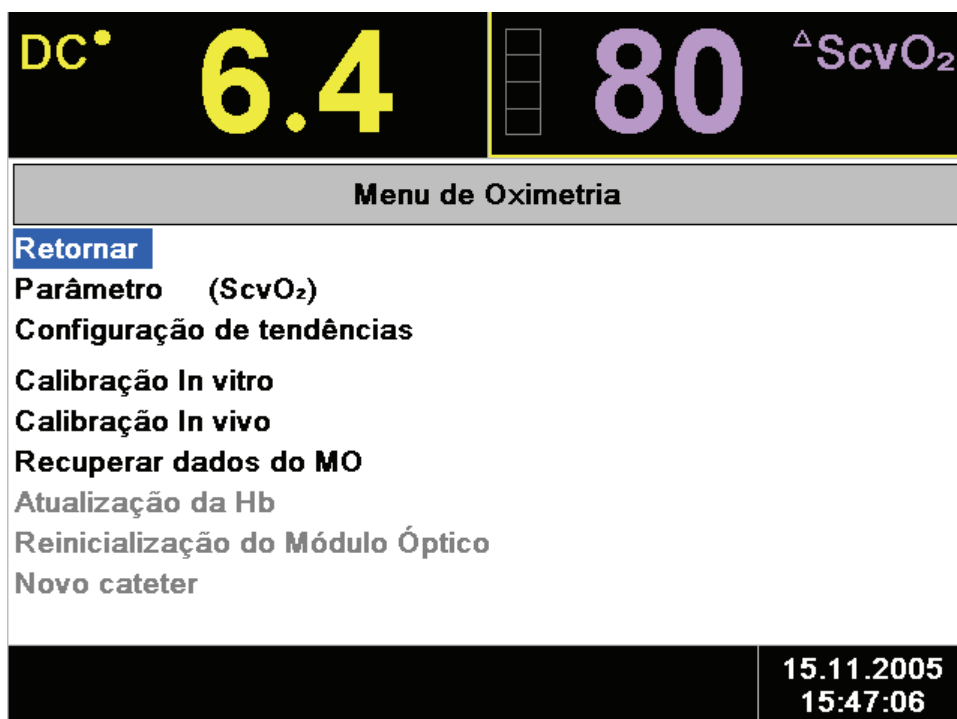 DC• 6.4 80 ΔScvO₂
Menu de Oximetria
Retornar
Parâmetro (ScvO₂)
Configuração de tendências
Calibração In vitro
Calibração In vivo
Recuperar dados do MO
Atualização da Hb
Reinicialização do Módulo Óptico
Novo cateter
15.11.2005
15:47:06